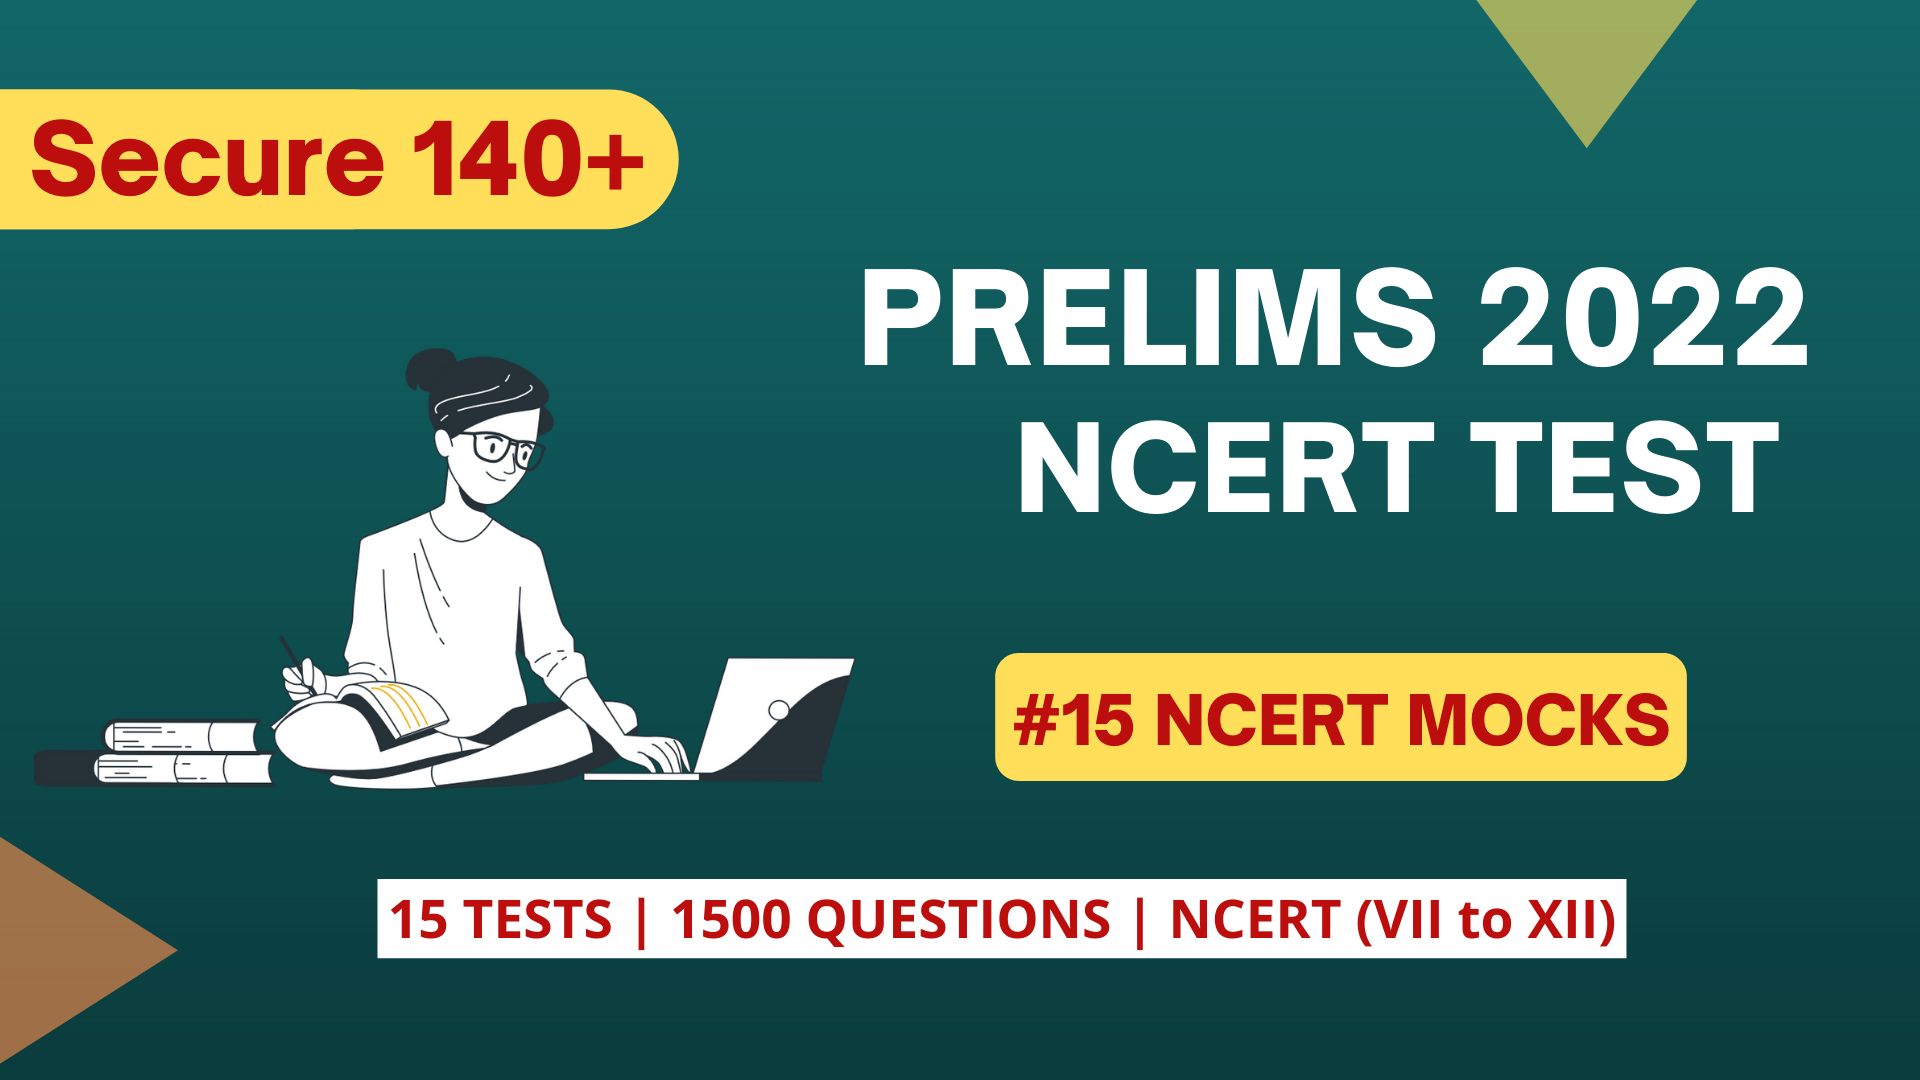 Secure 140+
PRELIMS 2022
NCERT TEST
#15 NCERT MOCKS
15 TESTS | 1500 QUESTIONS | NCERT (VII to XII)